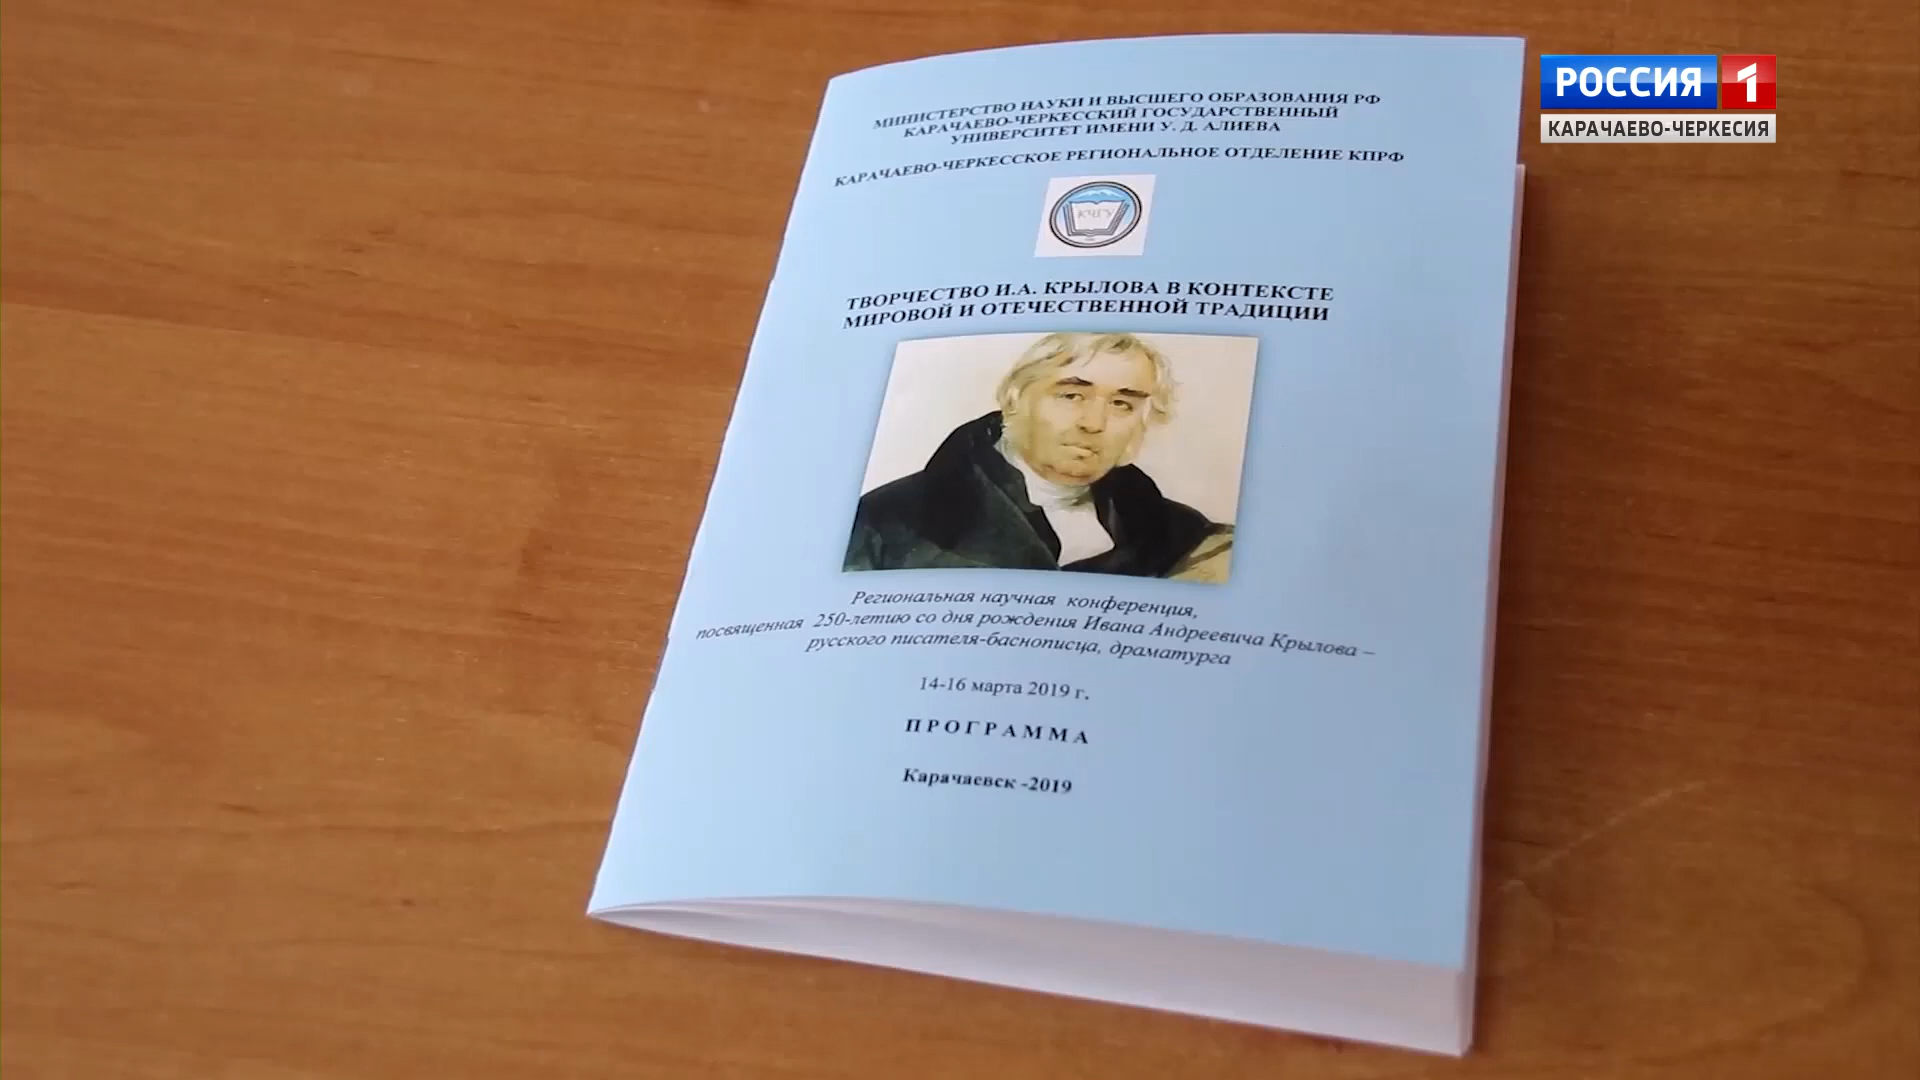 РОССИЯ 1
КАРАЧАЕВО-ЧЕРКЕСИЯ
МИНИСТЕРСТВО НАУКИ И ВЫСШЕГО ОБРАЗОВАНИЯ РФ
КАРАЧАЕВО-ЧЕРКЕССКИЙ ГОСУДАРСТВЕННЫЙ
УНИВЕРСИТЕТ ИМЕНИ У. Д. АЛИЕВА
КАРАЧАЕВО-ЧЕРКЕССКОЕ РЕГИОНАЛЬНОЕ ОТДЕЛЕНИЕ КПРФ
КЧГУ
ТВОРЧЕСТВО И.А. КРЫЛОВА В КОНТЕКСТЕ
МИРОВОЙ И ОТЕЧЕСТВЕННОЙ ТРАДИЦИИ
Региональная научная конференция,
посвященная 250-летию со дня рождения Ивана Андреевича Крылова –
русского писателя-баснописца, драматурга
14-16 марта 2019 г.
П Р О Г Р А М М А
Карачаевск -2019